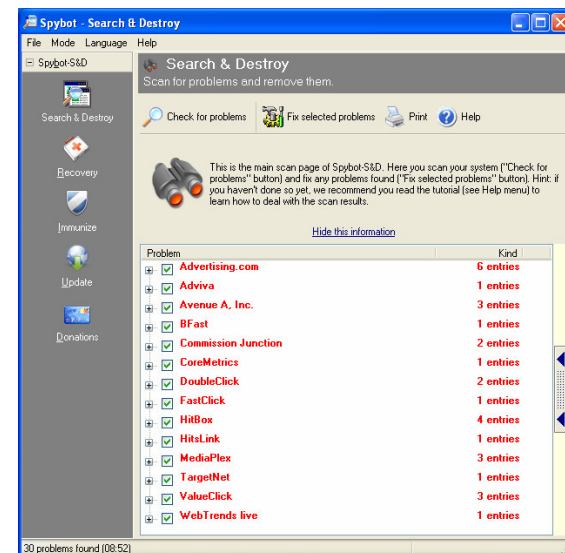 Spybot - Search & Destroy
File Mode Language Help
Spybot-S&D
Search & Destroy
Scan for problems and remove them.
Search & Destroy
Recovery
Immunize
Update
Donations
Check for problems Fix selected problems Print Help
This is the main scan page of Spybot-S&D. Here you scan your system ("Check for
problems" button) and fix any problems found ("Fix selected problems" button). Hint: if
you haven't done so yet, we recommend you read the tutorial (see Help menu) to
learn how to deal with the scan results.
Hide this information
Problem Kind
Advertising.com 6 entries
Adviva 1 entries
Avenue A, Inc. 3 entries
BFast 1 entries
Commission Junction 2 entries
CoreMetrics 1 entries
DoubleClick 2 entries
FastClick 1 entries
HitBox 4 entries
HitsLink 1 entries
MediaPlex 3 entries
TargetNet 1 entries
ValueClick 3 entries
WebTrends live 1 entries
30 problems found (08:52)